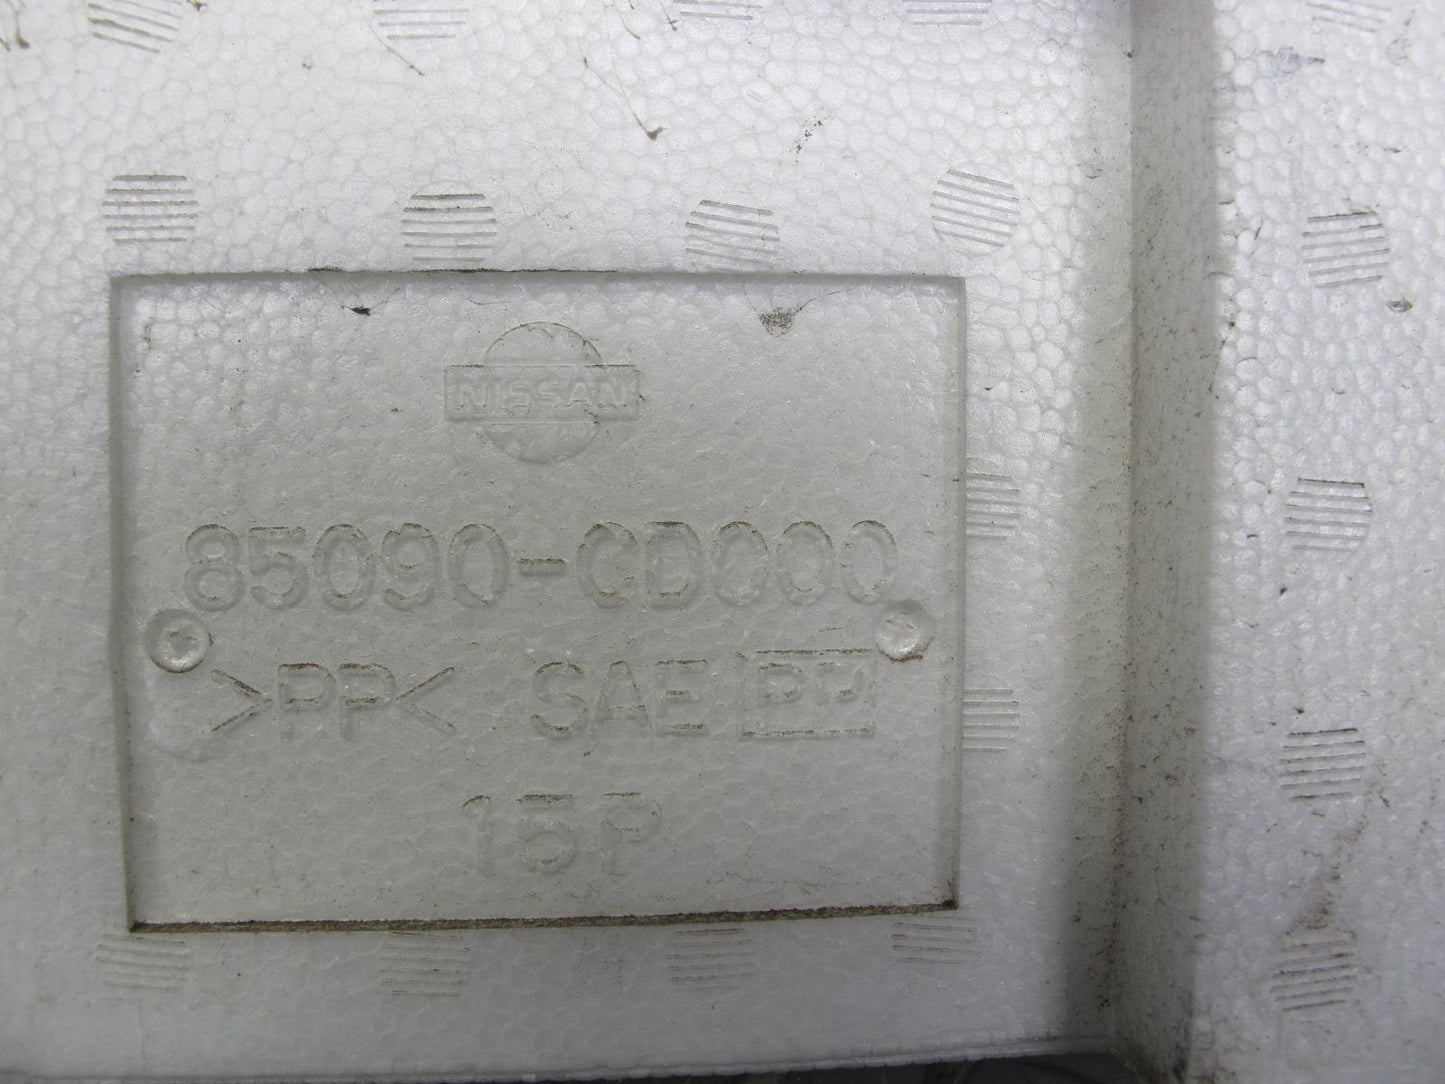 NISSAN
85090-CD000
>PP< SAE PP
15P